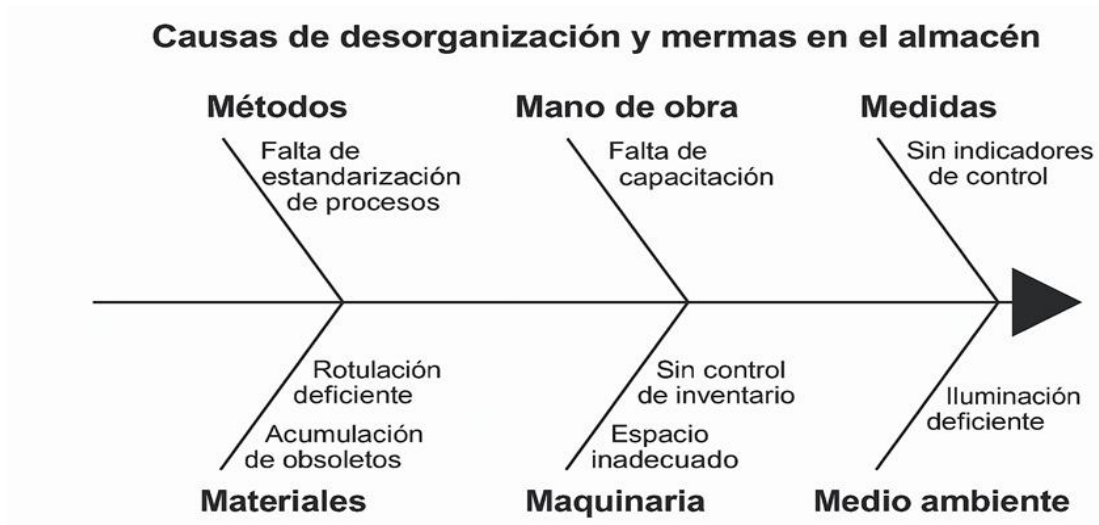 Causas de desorganización y mermas en el almacén
Métodos
Falta de
estandarización
de procesos
Mano de obra
Falta de
capacitación
Medidas
Sin indicadores
de control
Rotulación
deficiente
Acumulación
de obsoletos
Materiales
Sin control
de inventario
Espacio
inadecuado
Maquinaria
Iluminación
deficiente
Medio ambiente